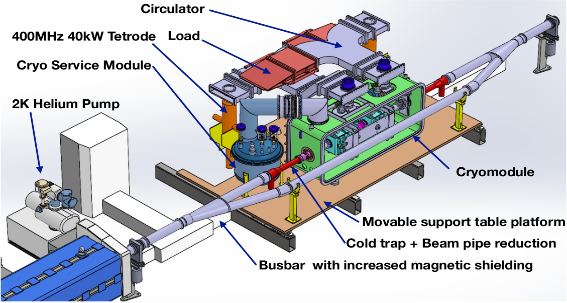 Circulator
400MHz 40kW Tetrode
Load
Cryo Service Module
2K Helium Pump
Cryomodule
Movable support table platform
Cold trap + Beam pipe reduction
Busbar with increased magnetic shielding